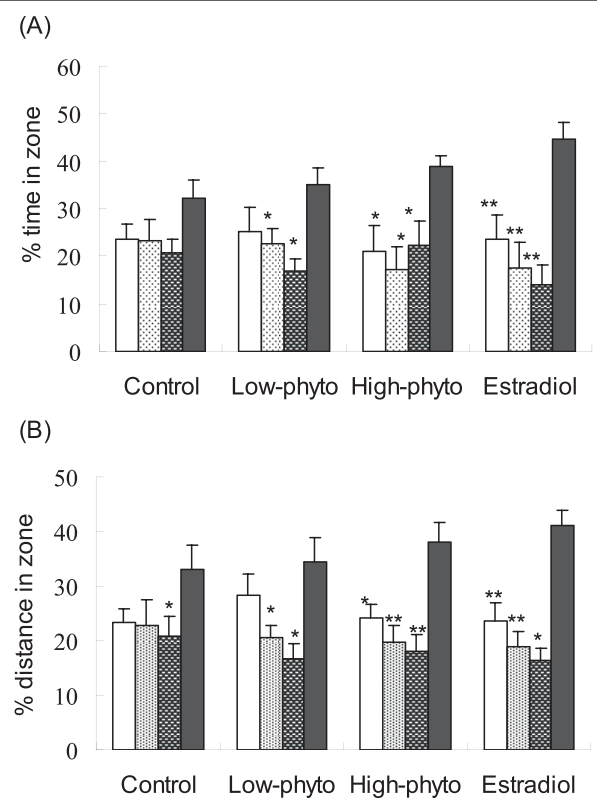 (A)
% time in zone
60
50
40
30
20
10
0
* * * * * ** ** **
Control Low-phyto High-phyto Estradiol
(B)
% distance in zone
50
40
30
20
10
0
* * * * ** ** ** ** *
Control Low-phyto High-phyto Estradiol